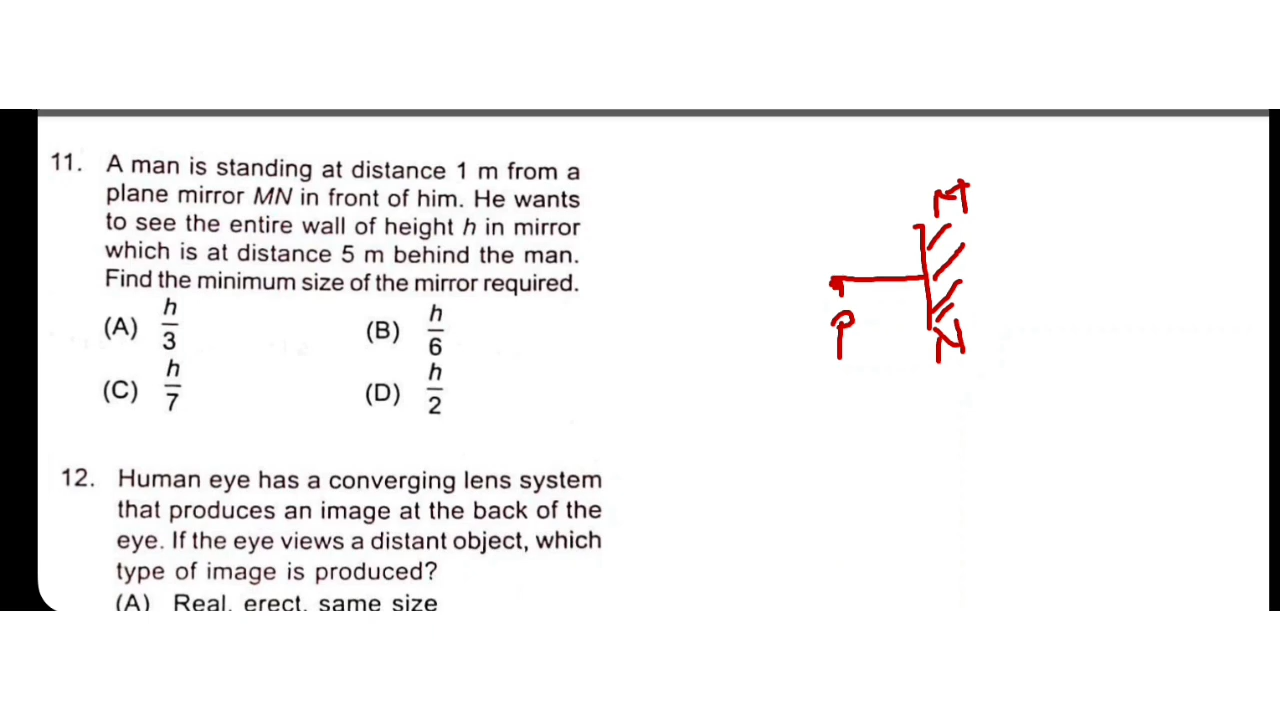 11. A man is standing at distance 1 m from a
plane mirror MN in front of him. He wants
to see the entire wall of height h in mirror
which is at distance 5 m behind the man.
Find the minimum size of the mirror required.
(A) h/3 (B) h/6
(C) h/7 (D) h/2
M
P
N
12. Human eye has a converging lens system
that produces an image at the back of the
eye. If the eye views a distant object, which
type of image is produced?
(A) Real, erect, same size